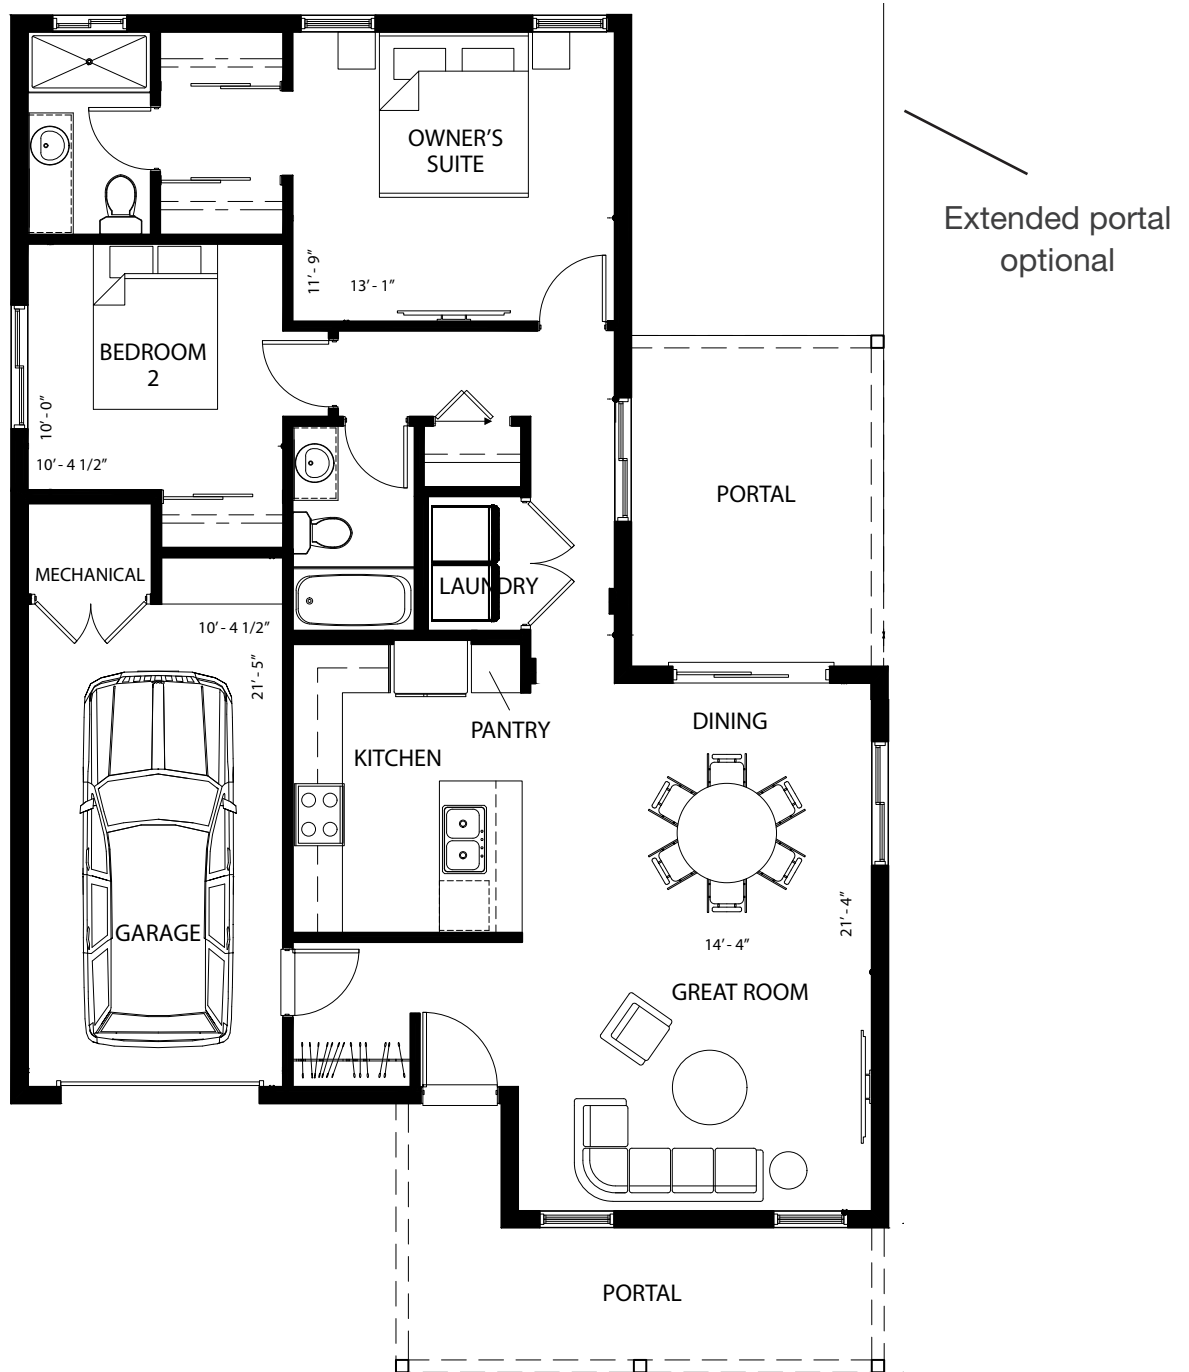 OWNER'S
SUITE
Extended portal
optional
11' - 9"
13' - 1"
BEDROOM
2
10' - 0"
10' - 4 1/2"
PORTAL
MECHANICAL
LAUNDRY
10' - 4 1/2"
21' - 5"
PANTRY
DINING
KITCHEN
GARAGE
21' - 4"
14' - 4"
GREAT ROOM
PORTAL